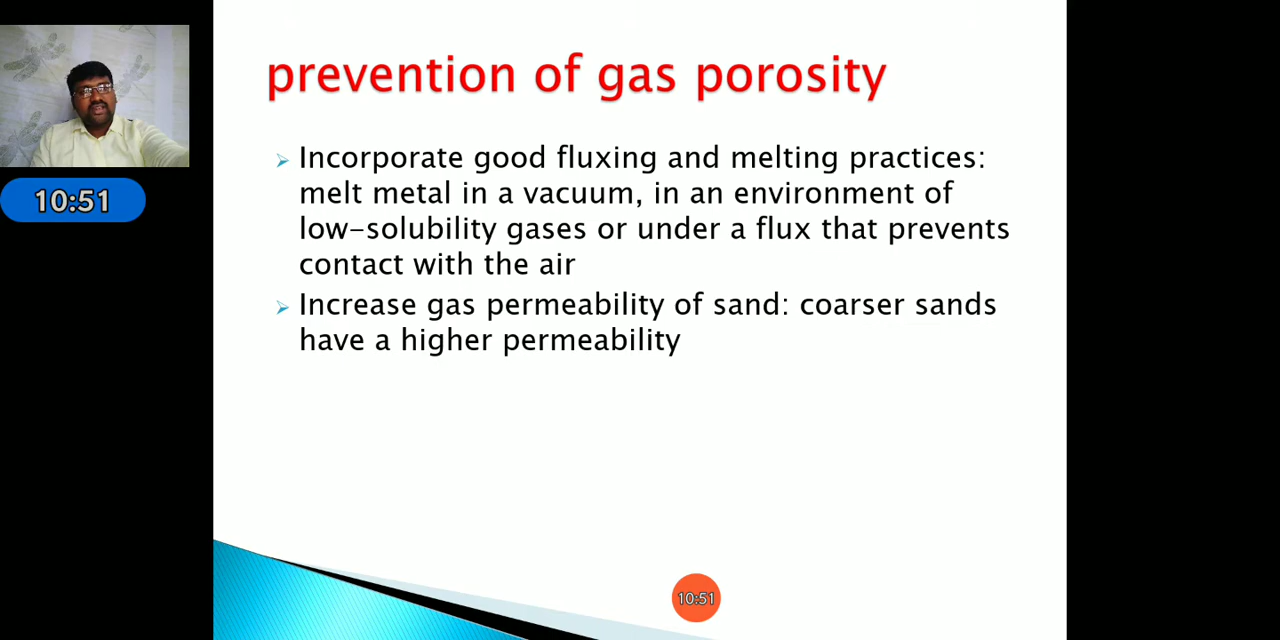 prevention of gas porosity
10:51
Incorporate good fluxing and melting practices:
melt metal in a vacuum, in an environment of
low-solubility gases or under a flux that prevents
contact with the air
Increase gas permeability of sand: coarser sands
have a higher permeability
10:51